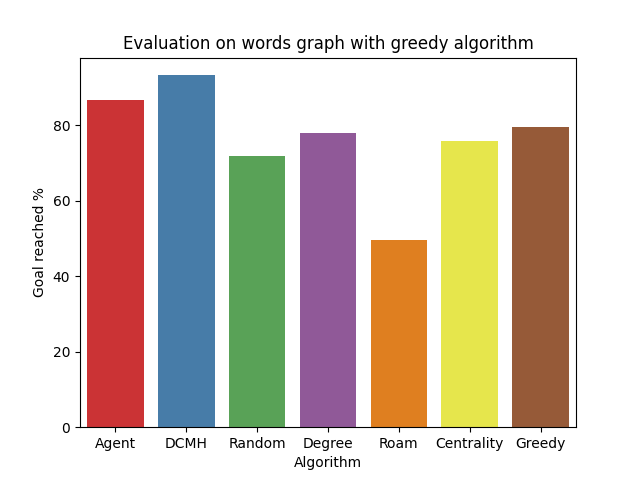 Evaluation on words graph with greedy algorithm
Goal reached %
80
60
40
20
0
Agent DCMH Random Degree Roam Centrality Greedy
Algorithm